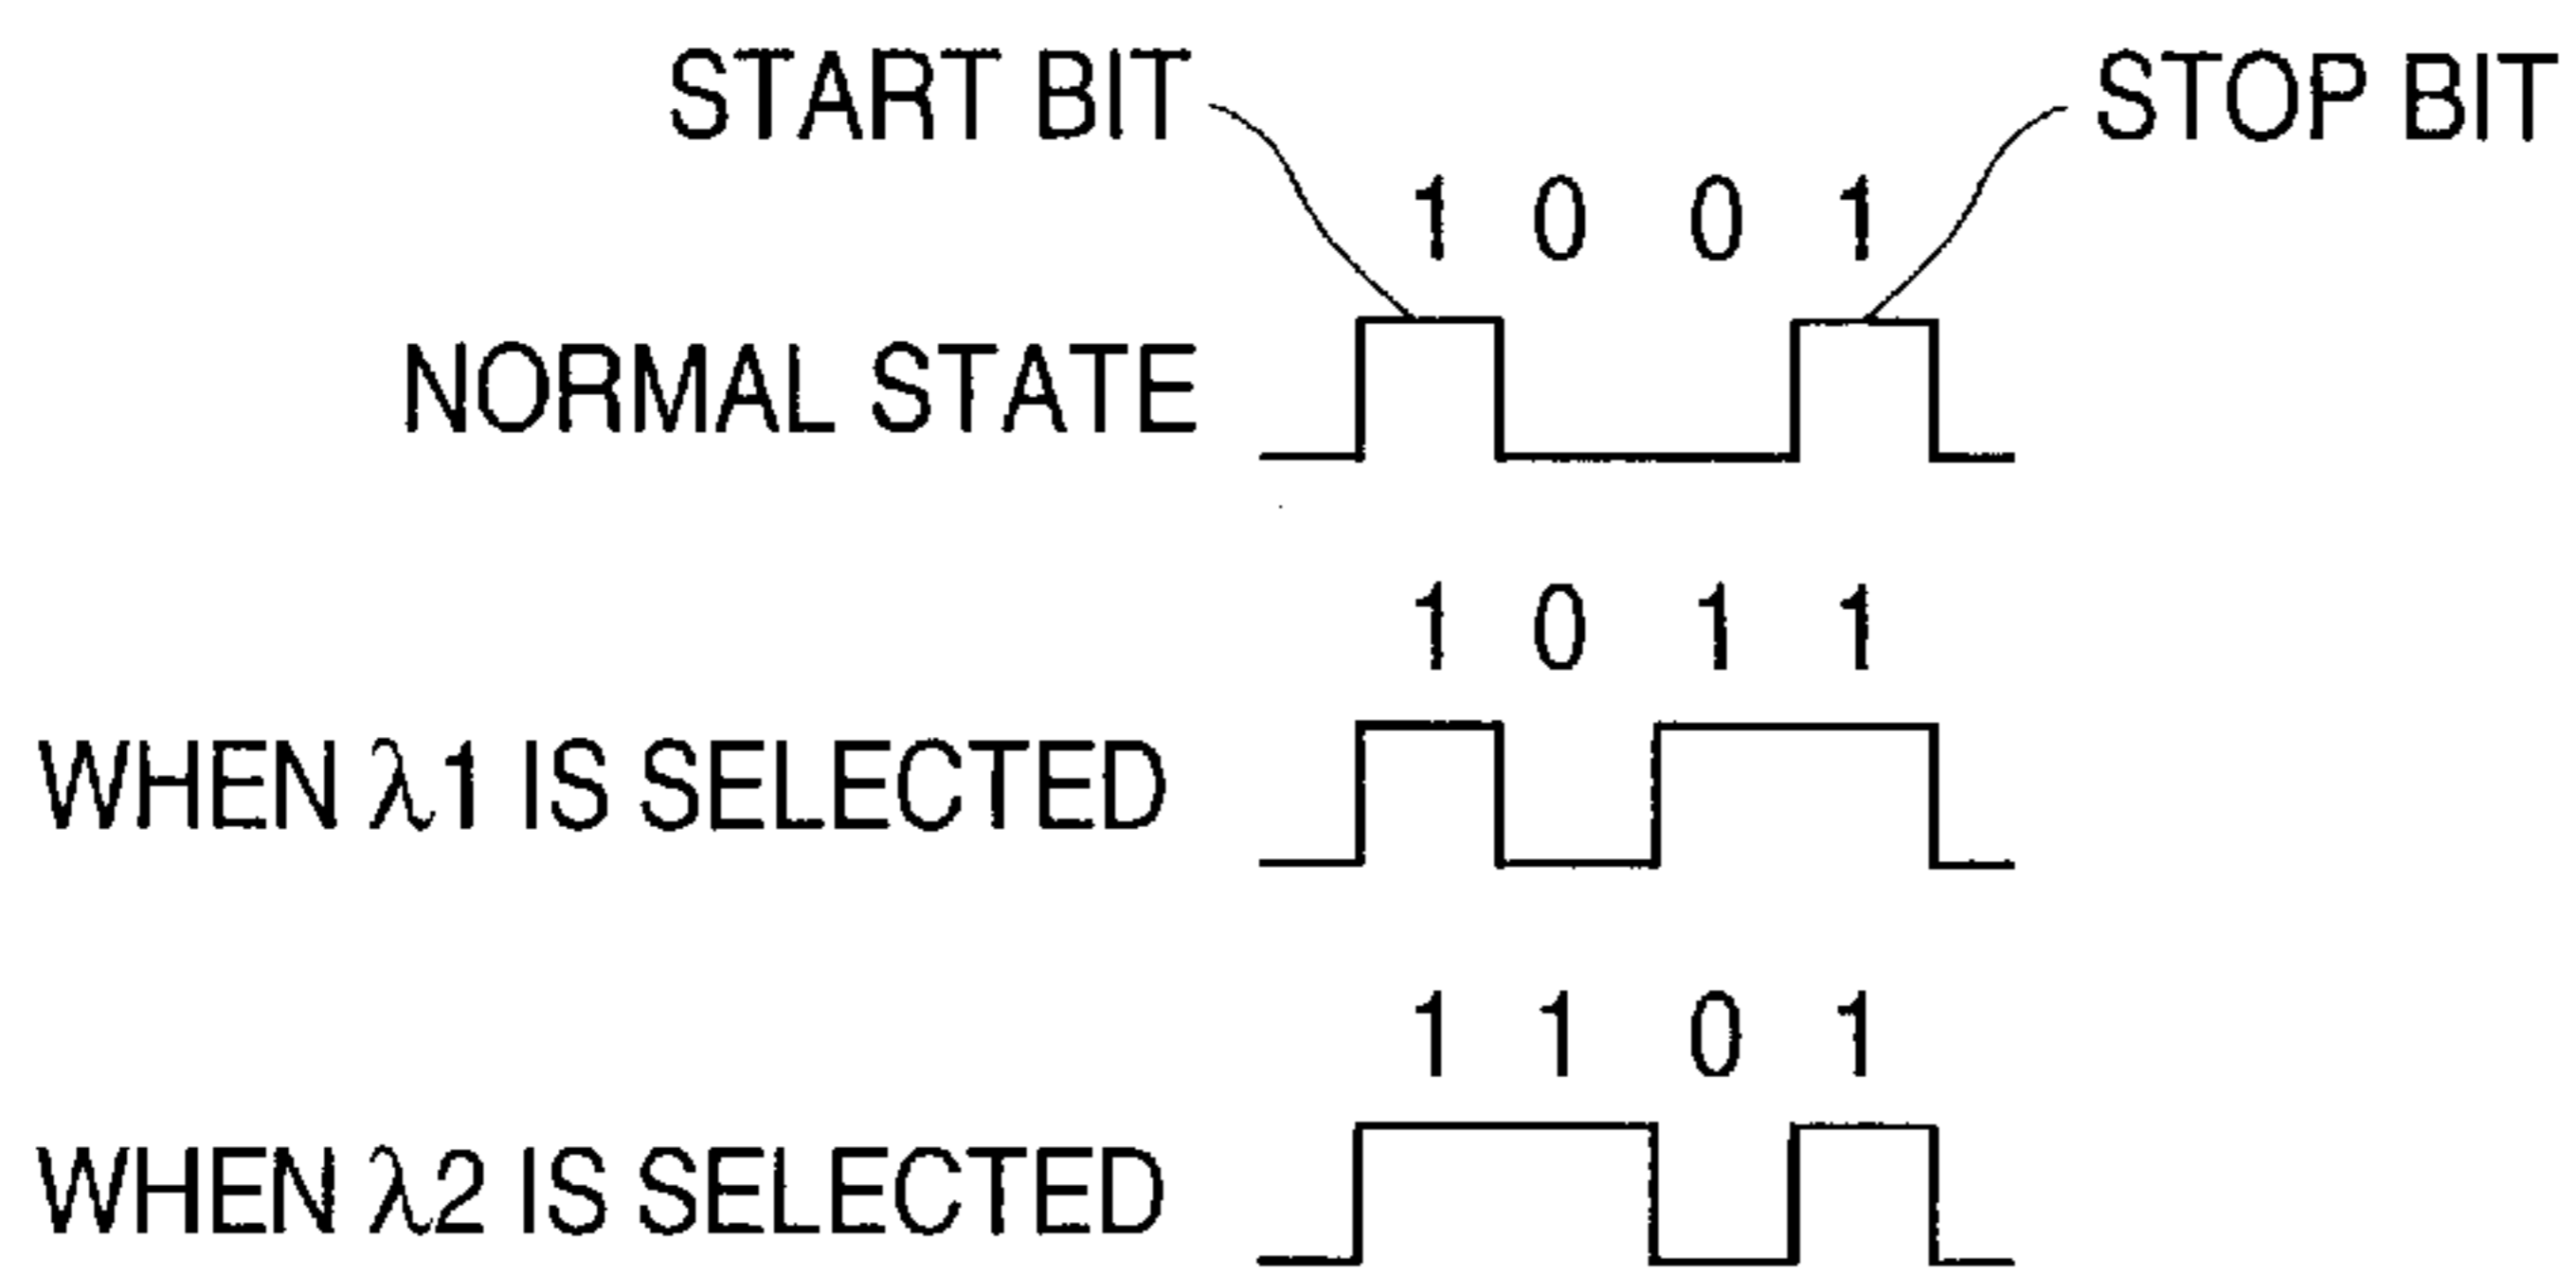 START BIT STOP BIT
1 0 0 1
NORMAL STATE
1 0 1 1
WHEN λ1 IS SELECTED
1 1 0 1
WHEN λ2 IS SELECTED